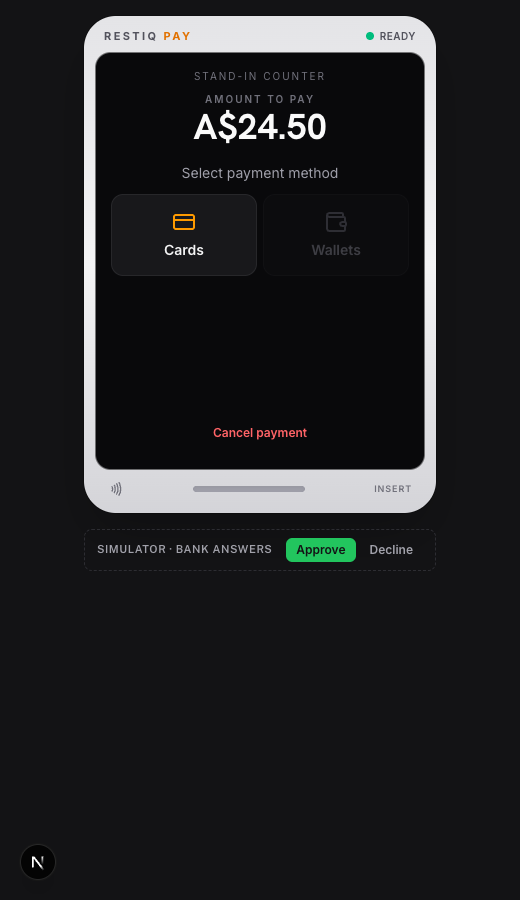 RESTIQ PAY
READY
STAND-IN COUNTER
AMOUNT TO PAY
A$24.50
Select payment method
Cards
Wallets
Cancel payment
INSERT
SIMULATOR · BANK ANSWERS
Approve
Decline
N